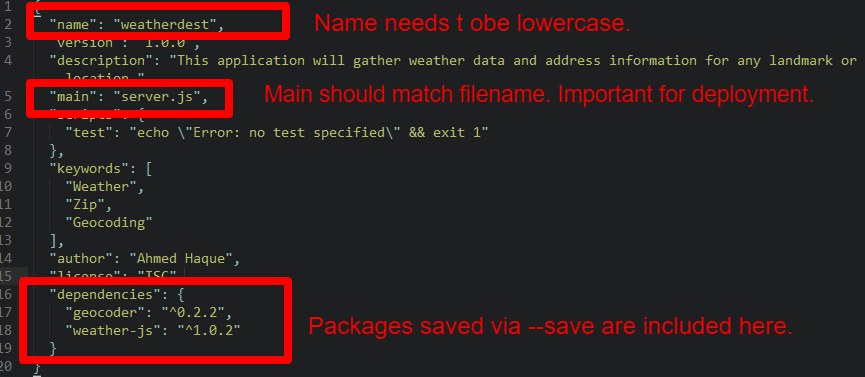 1 {
2 "name": "weatherdest", Name needs t obe lowercase.
3 "version": "1.0.0",
4 "description": "This application will gather weather data and address information for any landmark or
location."
5 "main": "server.js", Main should match filename. Important for deployment.
6 "scripts": {
7 "test": "echo \"Error: no test specified\" && exit 1"
8 },
9 "keywords": [
10 "Weather",
11 "Zip",
12 "Geocoding"
13 ],
14 "author": "Ahmed Haque",
15 "license": "ISC"
16 "dependencies": {
17 "geocoder": "^0.2.2",
18 "weather-js": "^1.0.2" Packages saved via --save are included here.
19 }
20 }